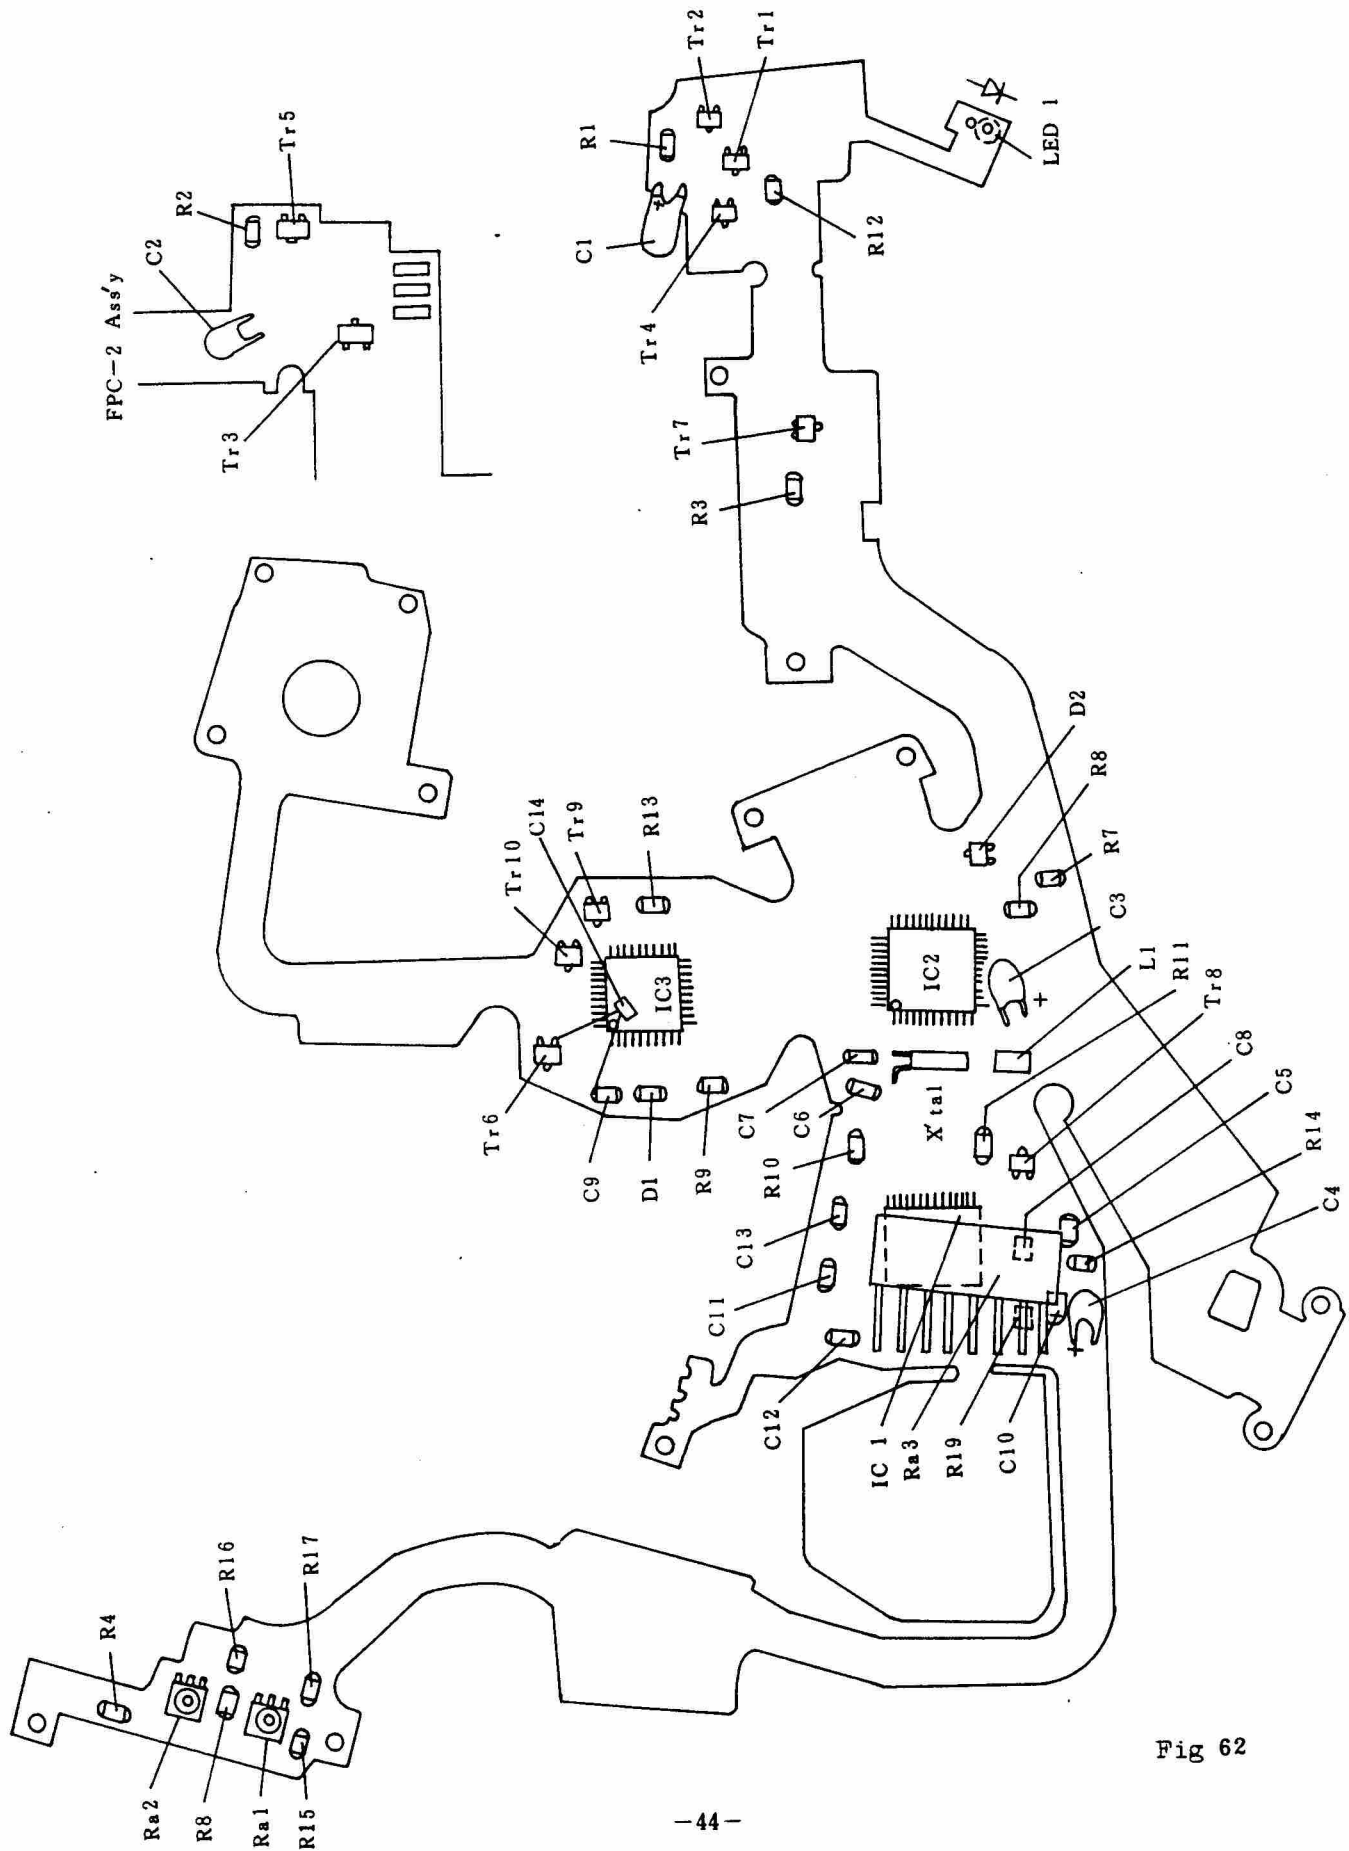 FPC-2 Ass'y
C2
R2
Tr5
Tr3
R1
Tr2
Tr1
C1
Tr4
R12
LED 1
Tr7
R3
D2
R8
R7
C3
L1
R11
Tr8
C8
C5
R14
C4
Tr10
C14
Tr9
R13
IC3
IC2
Tr6
C9
D1
R9
C7
C6
X'tal
R10
C13
C11
C12
IC 1
Ra3
R19
C10
+
+
+
R4
R16
R17
Ra2
R8
Ra1
R15
Fig 62
-44-